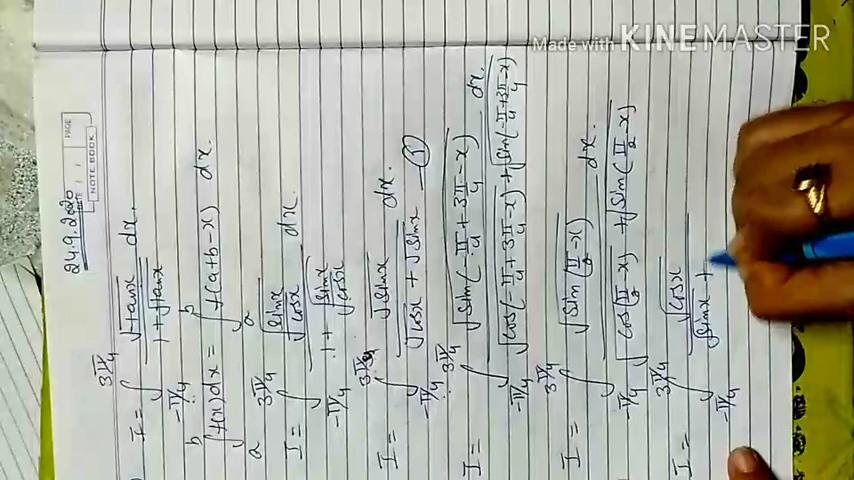 Made with KINEMASTER
PAGE
DATE
NOTE BOOK
24.9.2020
I = ∫_{-π/4}^{3π/4} √tanx / (1 + √tanx) dx.
∫_a^b f(x) dx = ∫_a^b f(a+b-x) dx.
I = ∫_{-π/4}^{3π/4} √(sinx/cosx) / (1 + √(sinx/cosx)) dx.
I = ∫_{-π/4}^{3π/4} √sinx / (√cosx + √sinx) dx. — (1)
I = ∫_{-π/4}^{3π/4} √sin(-π/4 + 3π/4 - x) / (√cos(-π/4 + 3π/4 - x) + √sin(-π/4 + 3π/4 - x)) dx.
I = ∫_{-π/4}^{3π/4} √sin(π/2 - x) / (√cos(π/2 - x) + √sin(π/2 - x)) dx.
I = ∫_{-π/4}^{3π/4} √cosx / √sinx +